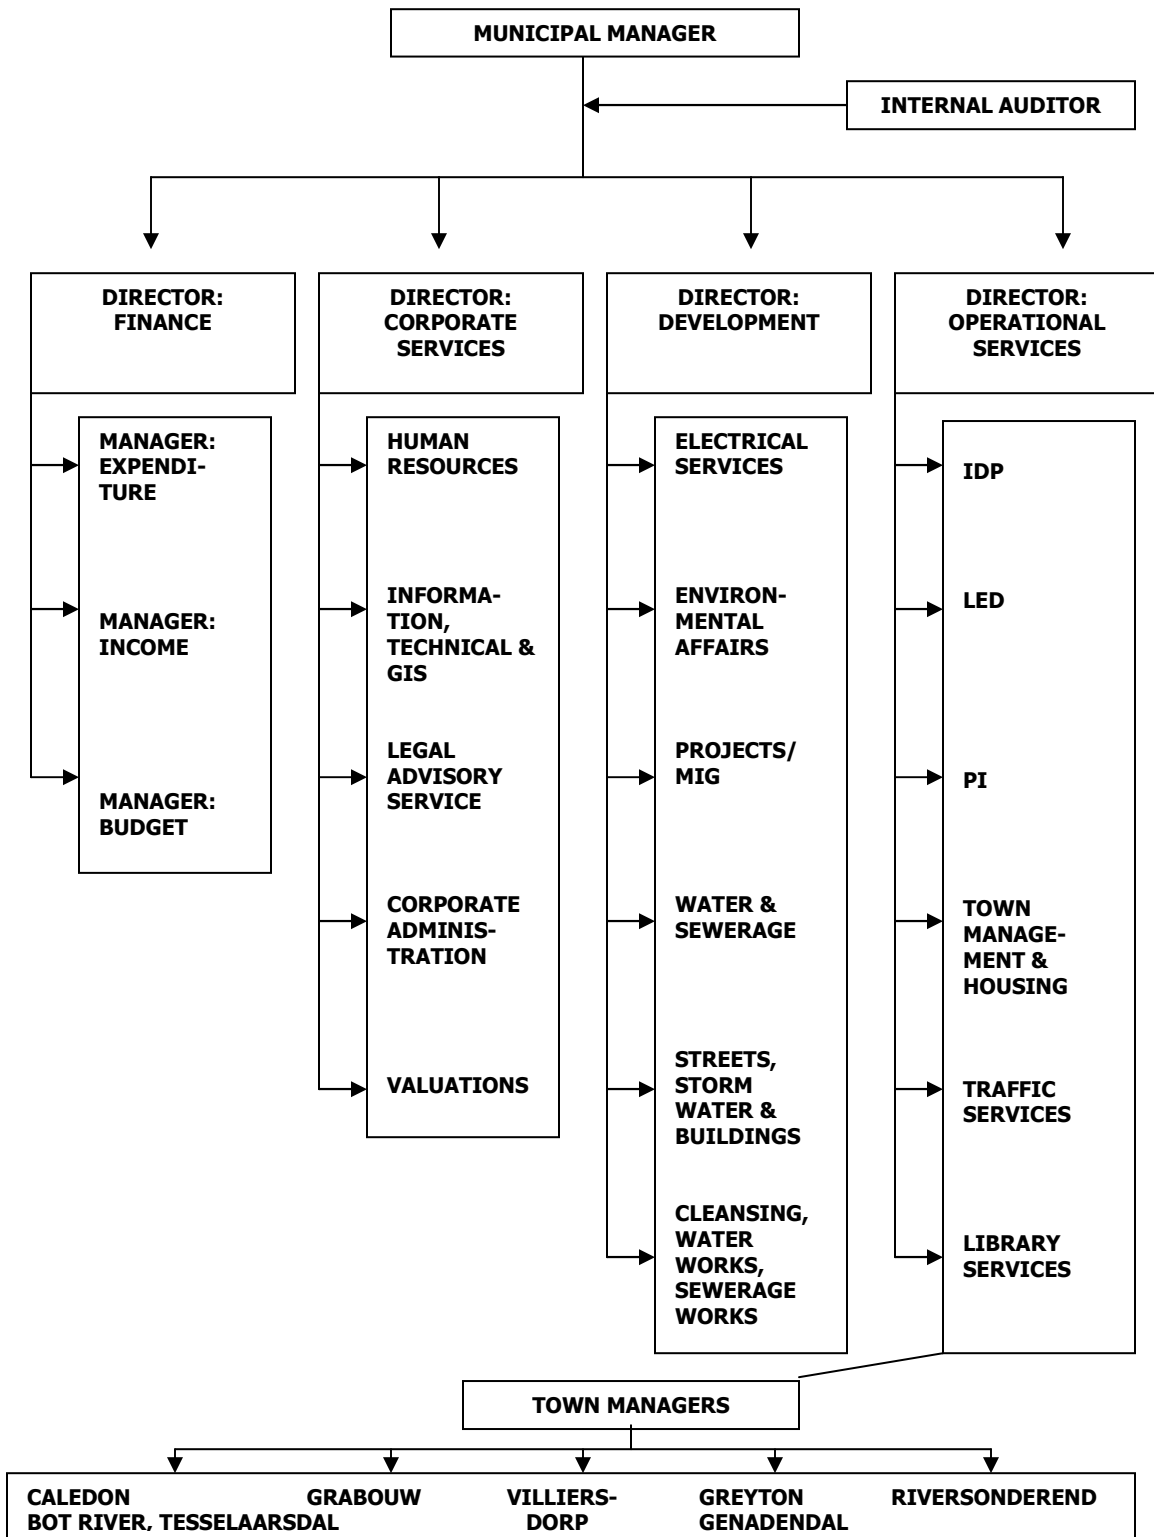 MUNICIPAL MANAGER
INTERNAL AUDITOR
DIRECTOR:
FINANCE
DIRECTOR:
CORPORATE
SERVICES
DIRECTOR:
DEVELOPMENT
DIRECTOR:
OPERATIONAL
SERVICES
MANAGER:
EXPENDI-
TURE
MANAGER:
INCOME
MANAGER:
BUDGET
HUMAN
RESOURCES
INFORMA-
TION,
TECHNICAL &
GIS
LEGAL
ADVISORY
SERVICE
CORPORATE
ADMINIS-
TRATION
VALUATIONS
ELECTRICAL
SERVICES
ENVIRON-
MENTAL
AFFAIRS
PROJECTS/
MIG
WATER &
SEWERAGE
STREETS,
STORM
WATER &
BUILDINGS
CLEANSING,
WATER
WORKS,
SEWERAGE
WORKS
IDP
LED
PI
TOWN
MANAGE-
MENT &
HOUSING
TRAFFIC
SERVICES
LIBRARY
SERVICES
TOWN MANAGERS
CALEDON GRABOUW VILLIERS- GREYTON RIVERSONDEREND
BOT RIVER, TESSELAARSDAL DORP GENADENDAL